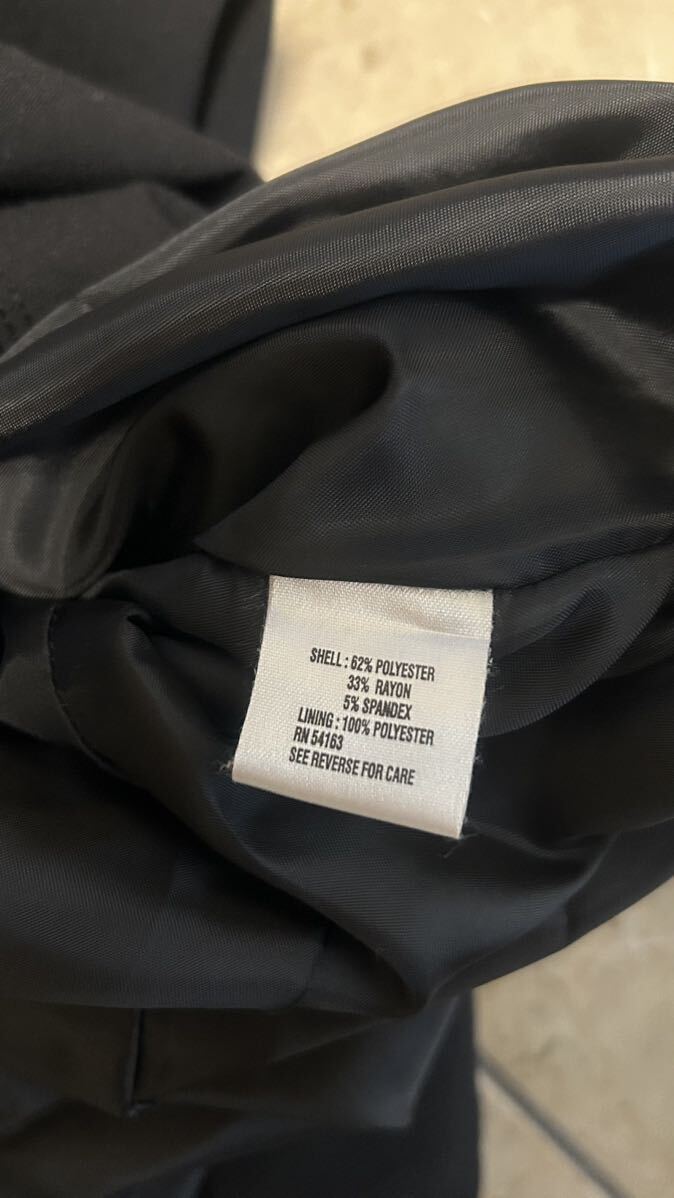 SHELL : 62% POLYESTER
33% RAYON
5% SPANDEX
LINING : 100% POLYESTER
RN 54163
SEE REVERSE FOR CARE